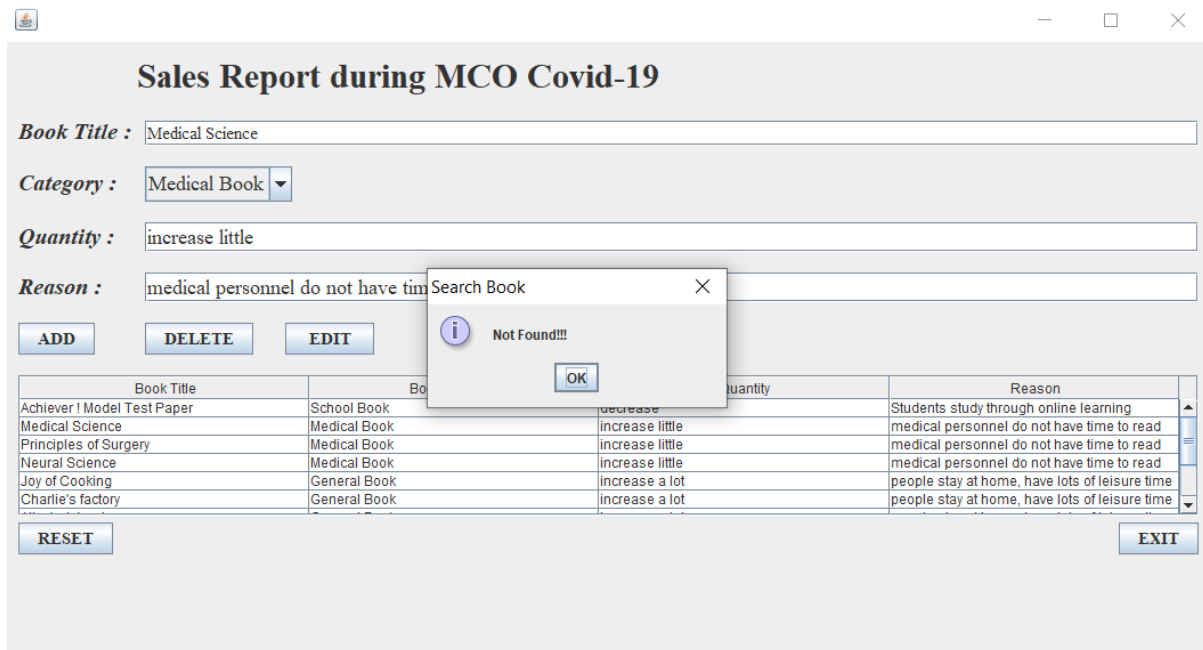 Sales Report during MCO Covid-19
Book Title : Medical Science
Category : Medical Book
Quantity : increase little
Reason : medical personnel do not have
Search Book
Not Found!!!
OK
ADD DELETE EDIT
Book Title Reason
Achiever ! Model Test Paper School Book decrease Students study through online learning
Medical Science Medical Book increase little medical personnel do not have time to read
Principles of Surgery Medical Book increase little medical personnel do not have time to read
Neural Science Medical Book increase little medical personnel do not have time to read
Joy of Cooking General Book increase a lot people stay at home, have lots of leisure time
Charlie's factory General Book increase a lot people stay at home, have lots of leisure time
RESET EXIT